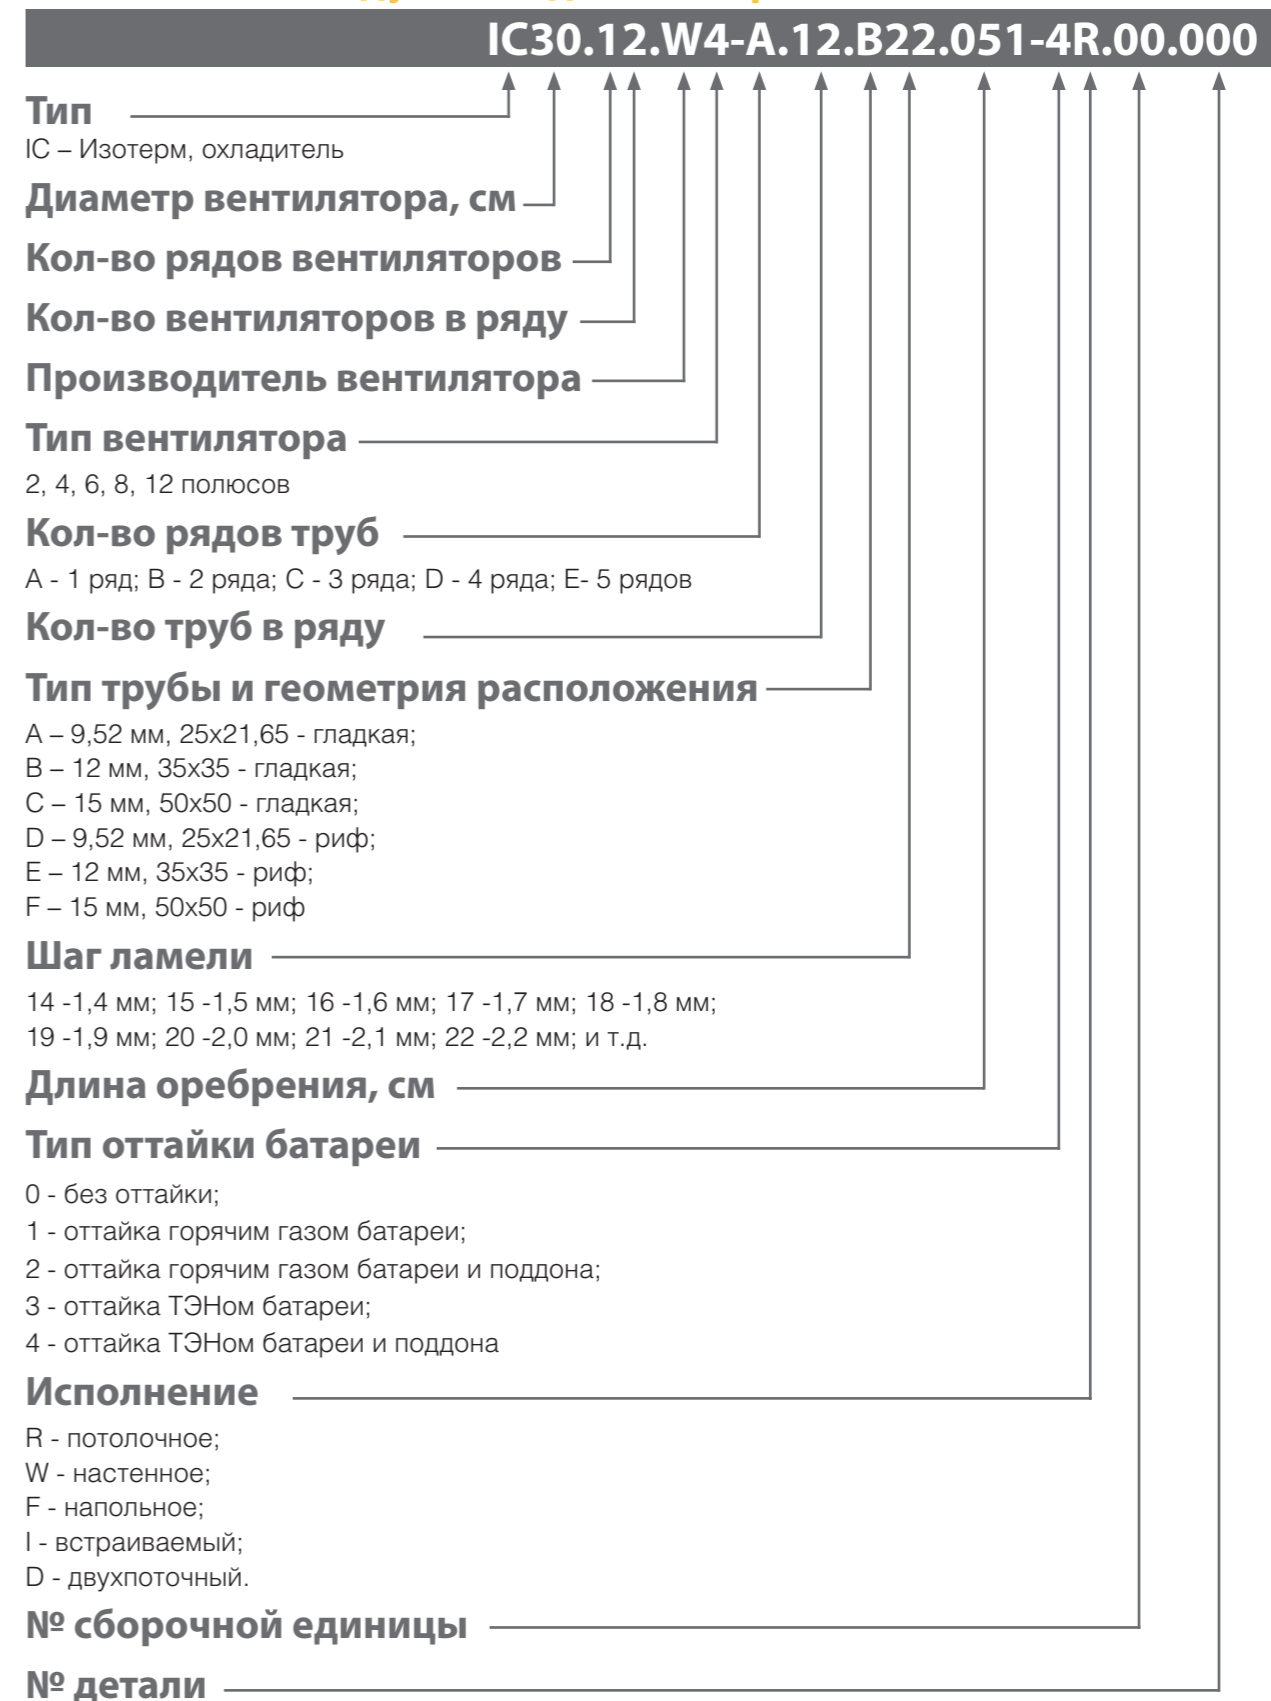 IC30.12.W4-A.12.B22.051-4R.00.000
Тип
IC – Изотерм, охладитель
Диаметр вентилятора, см
Кол-во рядов вентиляторов
Кол-во вентиляторов в ряду
Производитель вентилятора
Тип вентилятора
2, 4, 6, 8, 12 полюсов
Кол-во рядов труб
A - 1 ряд; B - 2 ряда; C - 3 ряда; D - 4 ряда; E- 5 рядов
Кол-во труб в ряду
Тип трубы и геометрия расположения
A – 9,52 мм, 25x21,65 - гладкая;
B – 12 мм, 35x35 - гладкая;
C – 15 мм, 50x50 - гладкая;
D – 9,52 мм, 25x21,65 - риф;
E – 12 мм, 35x35 - риф;
F – 15 мм, 50x50 - риф
Шаг ламели
14 -1,4 мм; 15 -1,5 мм; 16 -1,6 мм; 17 -1,7 мм; 18 -1,8 мм;
19 -1,9 мм; 20 -2,0 мм; 21 -2,1 мм; 22 -2,2 мм; и т.д.
Длина оребрения, см
Тип оттайки батареи
0 - без оттайки;
1 - оттайка горячим газом батареи;
2 - оттайка горячим газом батареи и поддона;
3 - оттайка ТЭНом батареи;
4 - оттайка ТЭНом батареи и поддона
Исполнение
R - потолочное;
W - настенное;
F - напольное;
I - встраиваемый;
D - двухпоточный.
№ сборочной единицы
№ детали